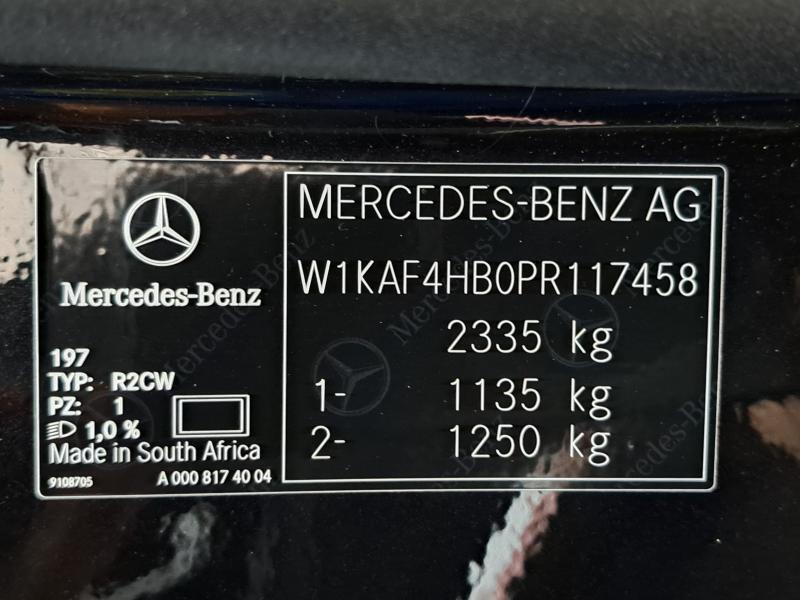 Mercedes-Benz
197
TYP: R2CW
PZ: 1
1,0 %
Made in South Africa
9108705 A 000 817 40 04
MERCEDES-BENZ AG
W1KAF4HB0PR117458
2335 kg
1- 1135 kg
2- 1250 kg